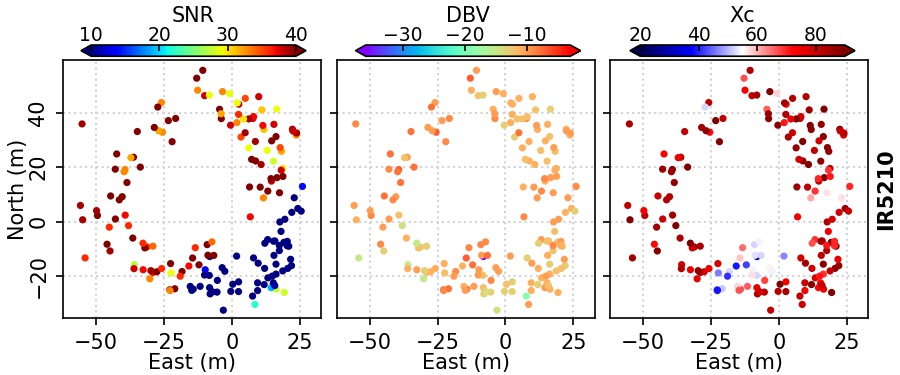 SNR DBV Xc
10 20 30 40 −30 −20 −10 20 40 60 80
North (m)
40
20
0
−20
IR5210
−50 −25 0 25 −50 −25 0 25 −50 −25 0 25
East (m) East (m) East (m)